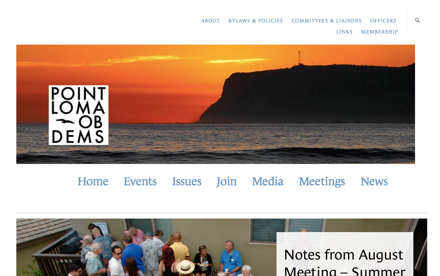 ABOUT BYLAWS & POLICIES COMMITTEES & LIAISONS OFFICERS
LINKS MEMBERSHIP
POINT
LOMA
OB
DEMS
Home Events Issues Join Media Meetings News
Notes from August
Meeting – Summer